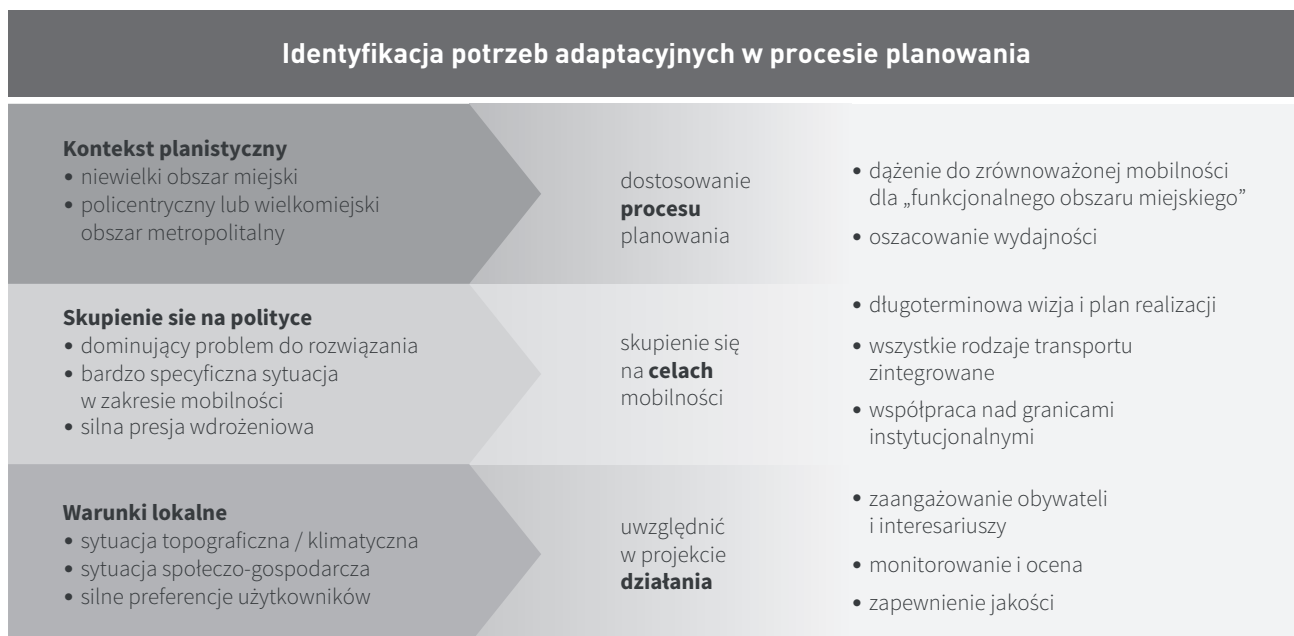 Identyfikacja potrzeb adaptacyjnych w procesie planowania
Kontekst planistyczny
• niewielki obszar miejski
• policentryczny lub wielkomiejski
obszar metropolitalny
dostosowanie
procesu
planowania
• dążenie do zrównoważonej mobilności
dla „funkcjonalnego obszaru miejskiego”
• oszacowanie wydajności
Skupienie sie na polityce
• dominujący problem do rozwiązania
• bardzo specyficzna sytuacja
w zakresie mobilności
• silna presja wdrożeniowa
skupienie się
na celach
mobilności
• długoterminowa wizja i plan realizacji
• wszystkie rodzaje transportu
zintegrowane
• współpraca nad granicami
instytucjonalnymi
Warunki lokalne
• sytuacja topograficzna / klimatyczna
• sytuacja społeczo-gospodarcza
• silne preferencje użytkowników
uwzględnić
w projekcie
działania
• zaangażowanie obywateli
i interesariuszy
• monitorowanie i ocena
• zapewnienie jakości